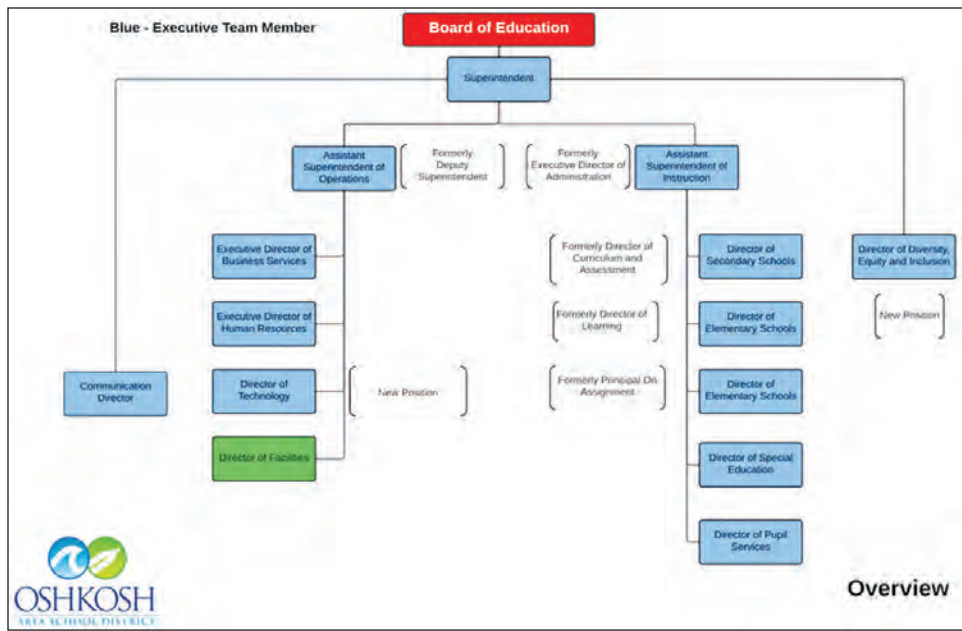 Blue - Executive Team Member
Board of Education
Superintendent
Assistant
Superintendent of
Operations
Formerly
Deputy
Superintendent
Formerly
Executive Director of
Administration
Assistant
Superintendent of
Instruction
Executive Director of
Business Services
Formerly Director of
Curriculum and
Assessment
Director of
Secondary Schools
Director of Diversity,
Equity and Inclusion
Executive Director of
Human Resources
Formerly Director of
Learning
Director of
Elementary Schools
New Position
Communication
Director
Director of
Technology
New Position
Formerly Principal On
Assignment
Director of
Elementary Schools
Director of Facilities
Director of Special
Education
Director of Pupil
Services
OSHKOSH
AREA SCHOOL DISTRICT
Overview